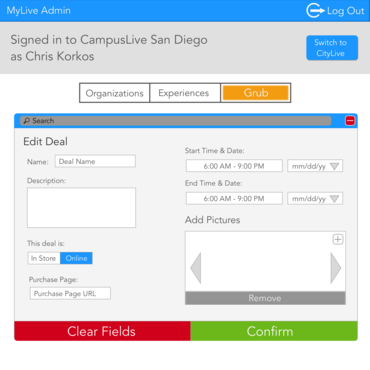 MyLive Admin
Log Out
Signed in to CampusLive San Diego
as Chris Korkos
Switch to
CityLive
Organizations
Experiences
Grub
Search
Edit Deal
Name:
Deal Name
Description:
This deal is:
In Store
Online
Purchase Page:
Purchase Page URL
Start Time & Date:
6:00 AM - 9:00 PM
mm/dd/yy
End Time & Date:
6:00 AM - 9:00 PM
mm/dd/yy
Add Pictures
Remove
Clear Fields
Confirm